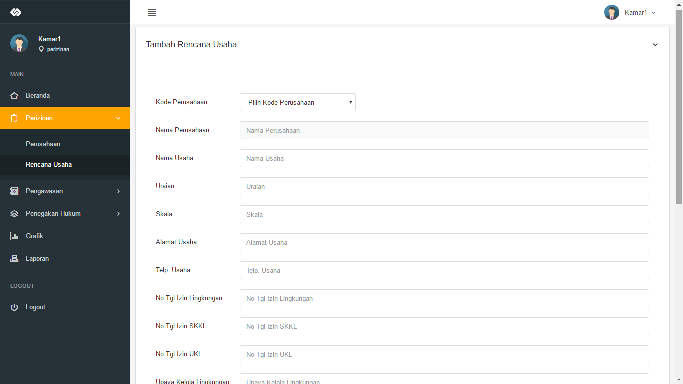 Kamar1
Kamar1
perizinan
MAIN
Beranda
Perizinan
Perusahaan
Rencana Usaha
Pengawasan
Penegakan Hukum
Grafik
Laporan
LOGOUT
Logout
Tambah Rencana Usaha
Kode Perusahaan
Pilih Kode Perusahaan
Nama Perusahaan
Nama Perusahaan
Nama Usaha
Nama Usaha
Uraian
Uraian
Skala
Skala
Alamat Usaha
Alamat Usaha
Telp. Usaha
Telp. Usaha
No Tgl Izin Lingkungan
No Tgl Izin Lingkungan
No Tgl Izin SKKL
No Tgl Izin SKKL
No Tgl Izin UKL
No Tgl Izin UKL
Upaya Kelola Lingkungan
Upaya Kelola Lingkungan